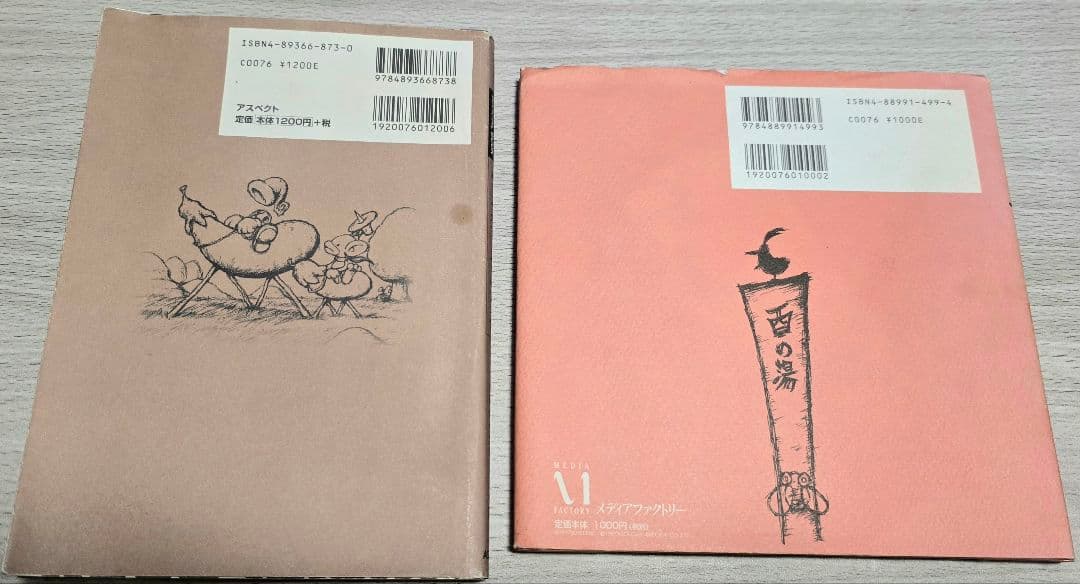 ISBN4-89366-873-0
C0076 ¥1200E
9784893668738
アスペクト
定価 本体1200円 +税
1920076012006
ISBN4-88991-499-4
C0076 ¥1000E
9784889914993
1920076010002
酉の湯
MEDIA
FACTORY
メディアファクトリー
定価本体 1000円(税別)